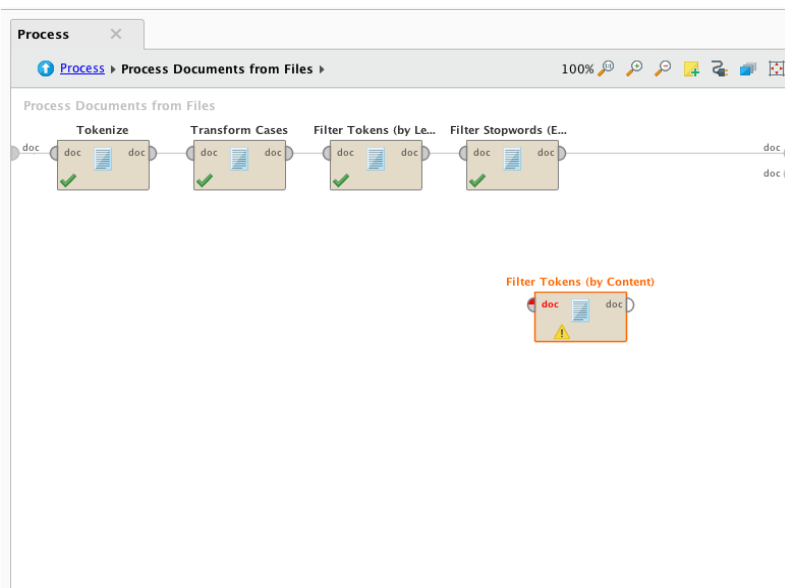 Process
Process Process Documents from Files
100%
Process Documents from Files
Tokenize Transform Cases Filter Tokens (by Le... Filter Stopwords (E...
doc doc doc doc doc doc doc doc doc doc
doc
Filter Tokens (by Content)
doc doc